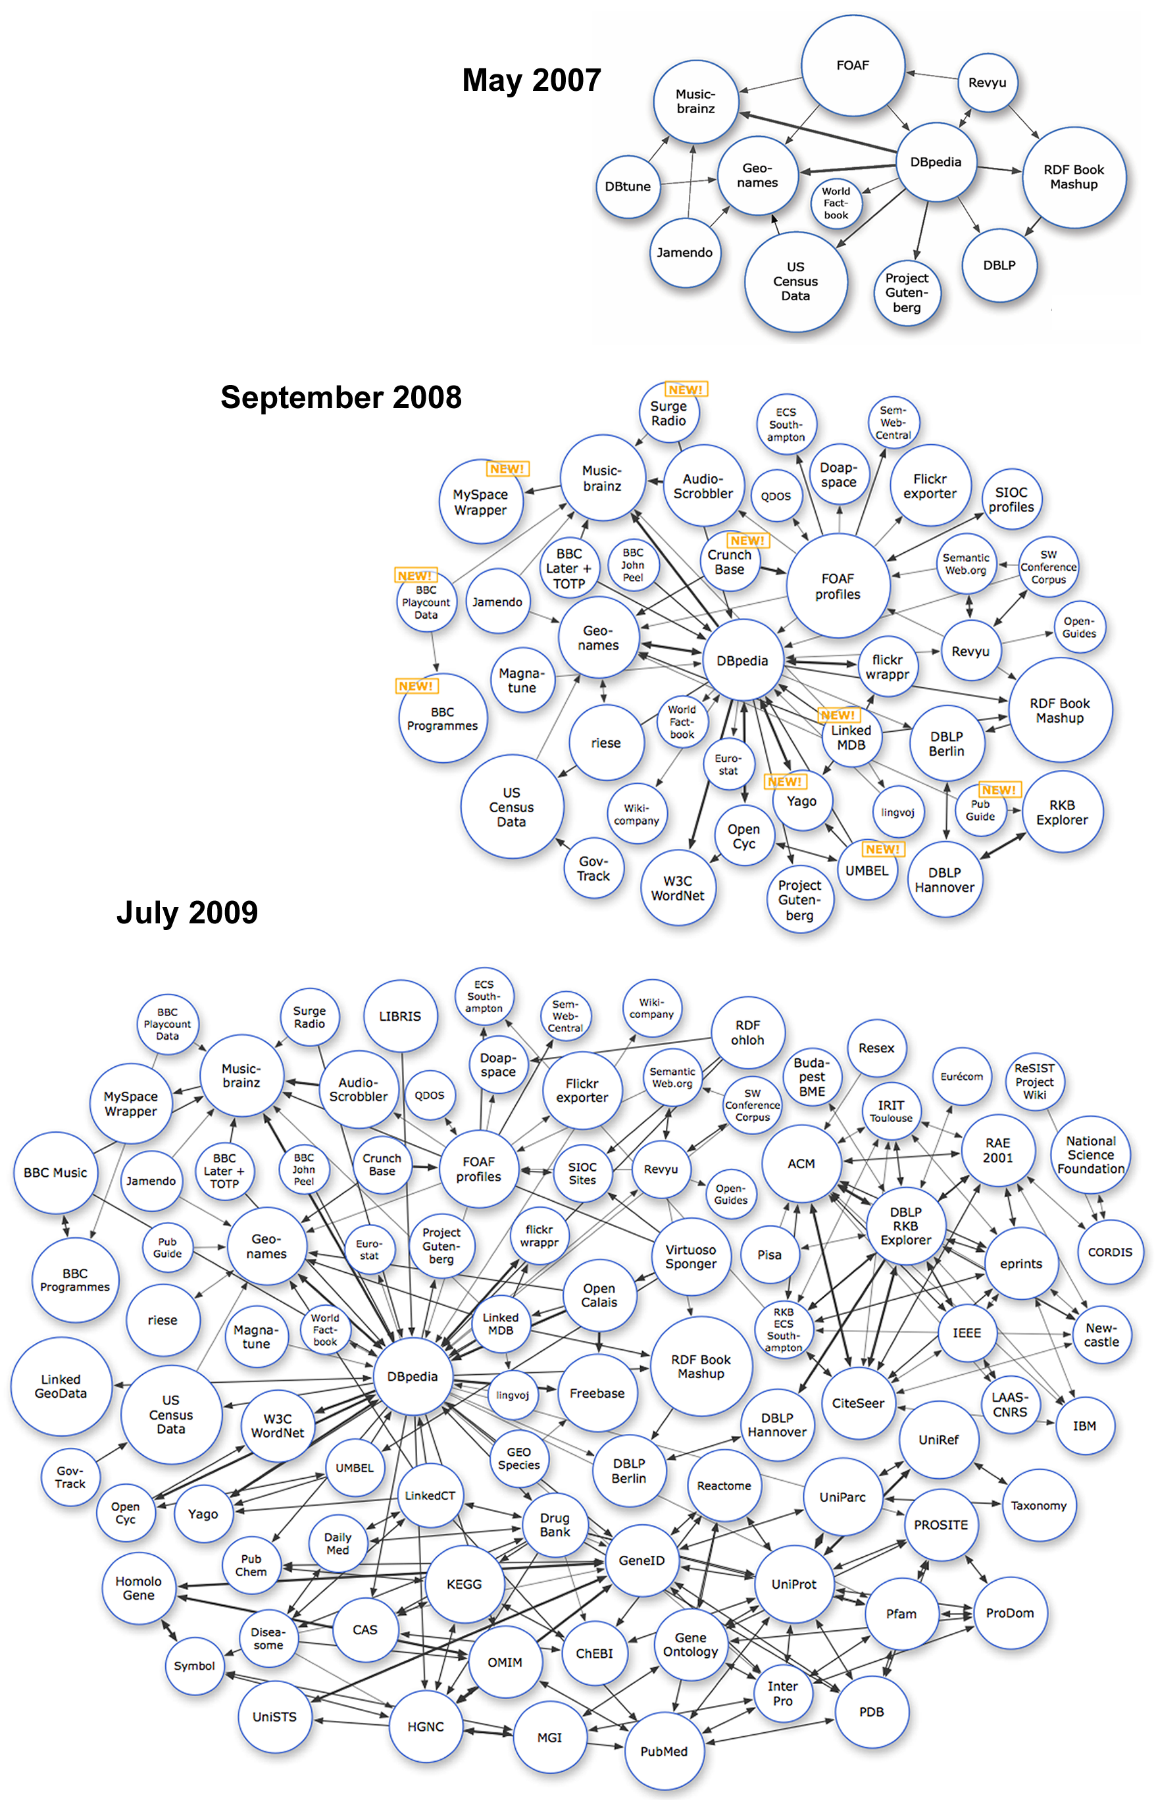 May 2007
FOAF
Revyu
Music-
brainz
DBpedia
RDF Book
Mashup
Geo-
names
DBtune
World
Fact-
book
Jamendo
US
Census
Data
Project
Guten-
berg
DBLP
September 2008
NEW!
Surge
Radio
ECS
South-
ampton
Sem-
Web-
Central
NEW!
MySpace
Wrapper
Music-
brainz
Audio-
Scrobbler
QDOS
Doap-
space
Flickr
exporter
SIOC
profiles
NEW!
BBC
Playcount
Data
Jamendo
BBC
Later +
TOTP
BBC
John
Peel
NEW!
Crunch
Base
FOAF
profiles
Semantic
Web.org
SW
Conference
Corpus
Open-
Guides
Geo-
names
DBpedia
flickr
wrappr
Revyu
NEW!
BBC
Programmes
Magna-
tune
riese
World
Fact-
book
NEW!
Linked
MDB
DBLP
Berlin
RDF Book
Mashup
US
Census
Data
Wiki-
company
Euro-
stat
NEW!
Yago
lingvoj
NEW!
Pub
Guide
RKB
Explorer
Gov-
Track
W3C
WordNet
Open
Cyc
Project
Guten-
berg
NEW!
UMBEL
DBLP
Hannover
July 2009
BBC
Playcount
Data
Surge
Radio
LIBRIS
ECS
South-
ampton
Sem-
Web-
Central
Wiki-
company
RDF
ohloh
MySpace
Wrapper
Music-
brainz
Audio-
Scrobbler
QDOS
Doap-
space
Flickr
exporter
Semantic
Web.org
SW
Conference
Corpus
Buda-
pest
BME
Resex
IRIT
Toulouse
Eurécom
ReSIST
Project
Wiki
BBC Music
Jamendo
BBC
Later +
TOTP
BBC
John
Peel
Crunch
Base
FOAF
profiles
SIOC
Sites
Revyu
Open-
Guides
ACM
DBLP
RKB
Explorer
RAE
2001
National
Science
Foundation
BBC
Programmes
Pub
Guide
Geo-
names
Euro-
stat
Project
Guten-
berg
flickr
wrappr
Virtuoso
Sponger
Pisa
eprints
CORDIS
riese
Magna-
tune
World
Fact-
book
Linked
MDB
Open
Calais
RKB
ECS
South-
ampton
IEEE
New-
castle
Linked
GeoData
US
Census
Data
W3C
WordNet
DBpedia
lingvoj
Freebase
RDF Book
Mashup
CiteSeer
LAAS-
CNRS
IBM
DBLP
Hannover
Gov-
Track
Open
Cyc
Yago
UMBEL
LinkedCT
GEO
Species
DBLP
Berlin
Reactome
UniParc
UniRef
Taxonomy
Homolo
Gene
Pub
Chem
Daily
Med
KEGG
Drug
Bank
GeneID
UniProt
PROSITE
Symbol
Disea-
some
CAS
OMIM
ChEBI
Gene
Ontology
Pfam
ProDom
UniSTS
HGNC
MGI
PubMed
Inter
Pro
PDB